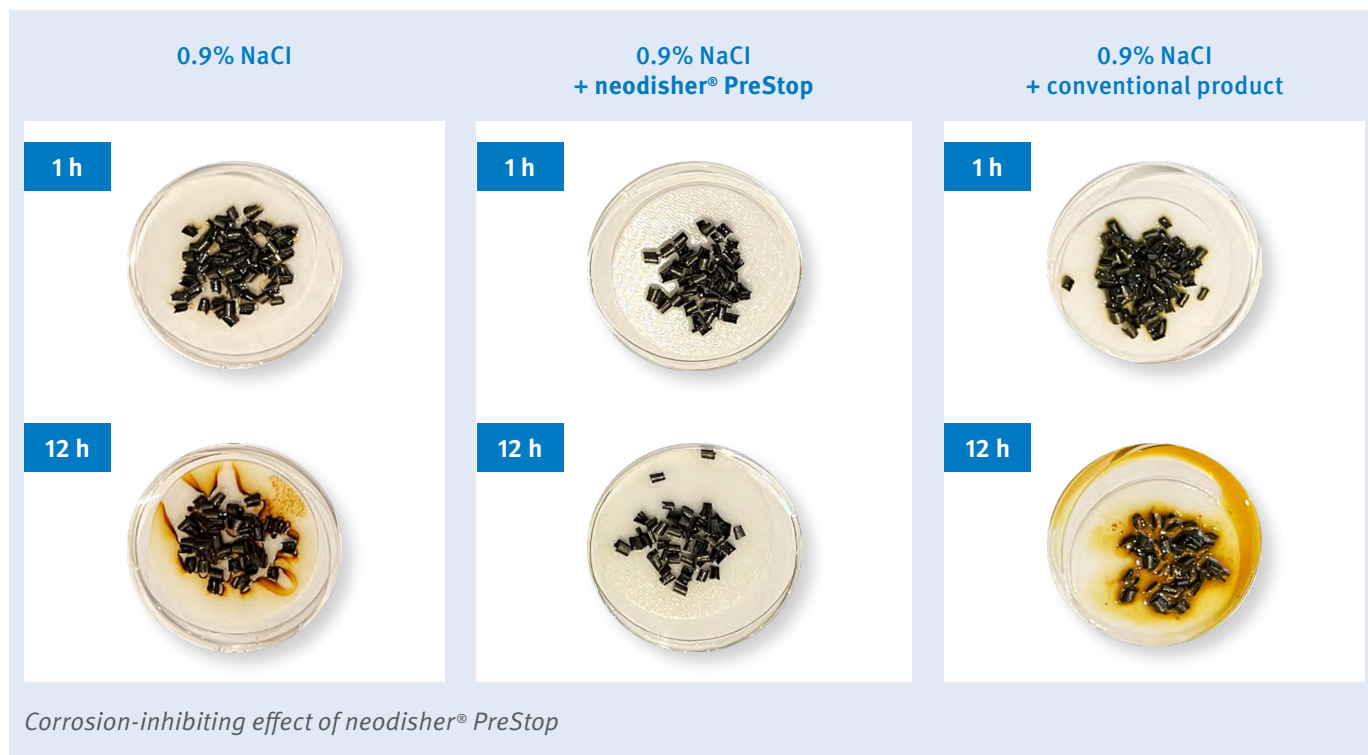 0.9% NaCl
0.9% NaCl
+ neodisher® PreStop
0.9% NaCl
+ conventional product
1 h
1 h
1 h
12 h
12 h
12 h
Corrosion-inhibiting effect of neodisher® PreStop